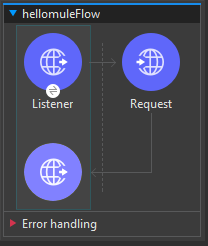 hellomuleFlow
Listener
Request
Error handling